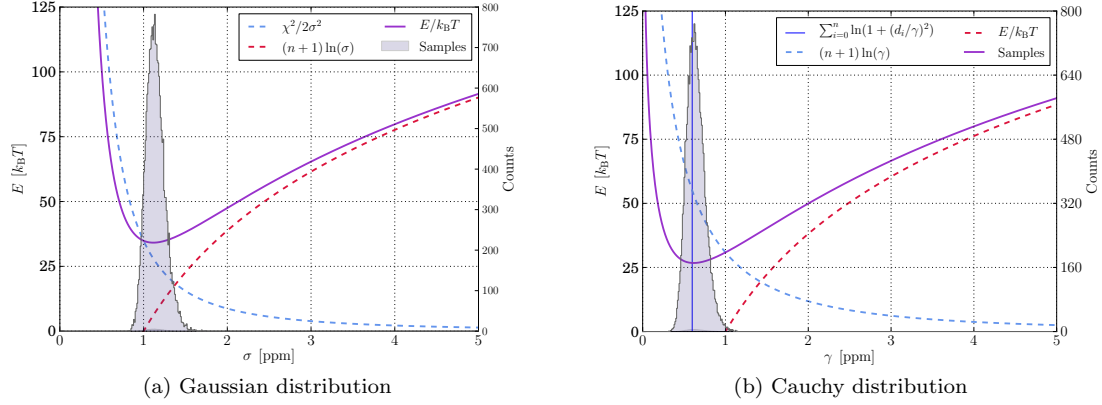 125
100
75
50
25
0
E [k_BT]
0 1 2 3 4 5
σ [ppm]
800
700
600
500
400
300
200
100
0
Counts
χ²/2σ²
(n + 1) ln(σ)
E/k_BT
Samples
(a) Gaussian distribution
125
100
75
50
25
0
E [k_BT]
0 1 2 3 4 5
γ [ppm]
800
640
480
320
160
0
Counts
∑ⁿᵢ₌₀ ln(1 + (dᵢ/γ)²)
(n + 1) ln(γ)
E/k_BT
Samples
(b) Cauchy distribution